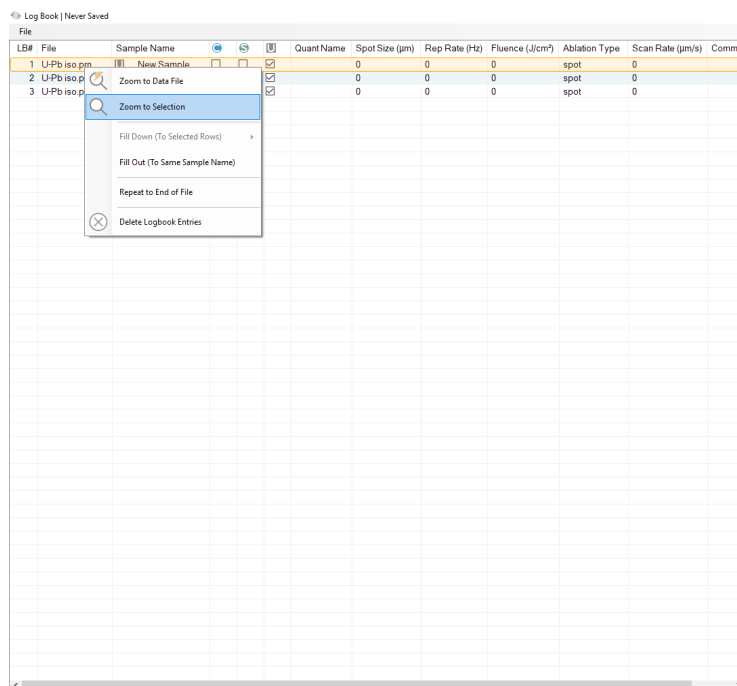 Log Book | Never Saved
File
LB# File Sample Name C S U Quant Name Spot Size (µm) Rep Rate (Hz) Fluence (J/cm²) Ablation Type Scan Rate (µm/s) Comm
1 U-Pb iso.prn U New Sample 0 0 0 spot 0
2 U-Pb iso.p 0 0 0 spot 0
3 U-Pb iso.p 0 0 0 spot 0
Zoom to Data File
Zoom to Selection
Fill Down (To Selected Rows)
Fill Out (To Same Sample Name)
Repeat to End of File
Delete Logbook Entries